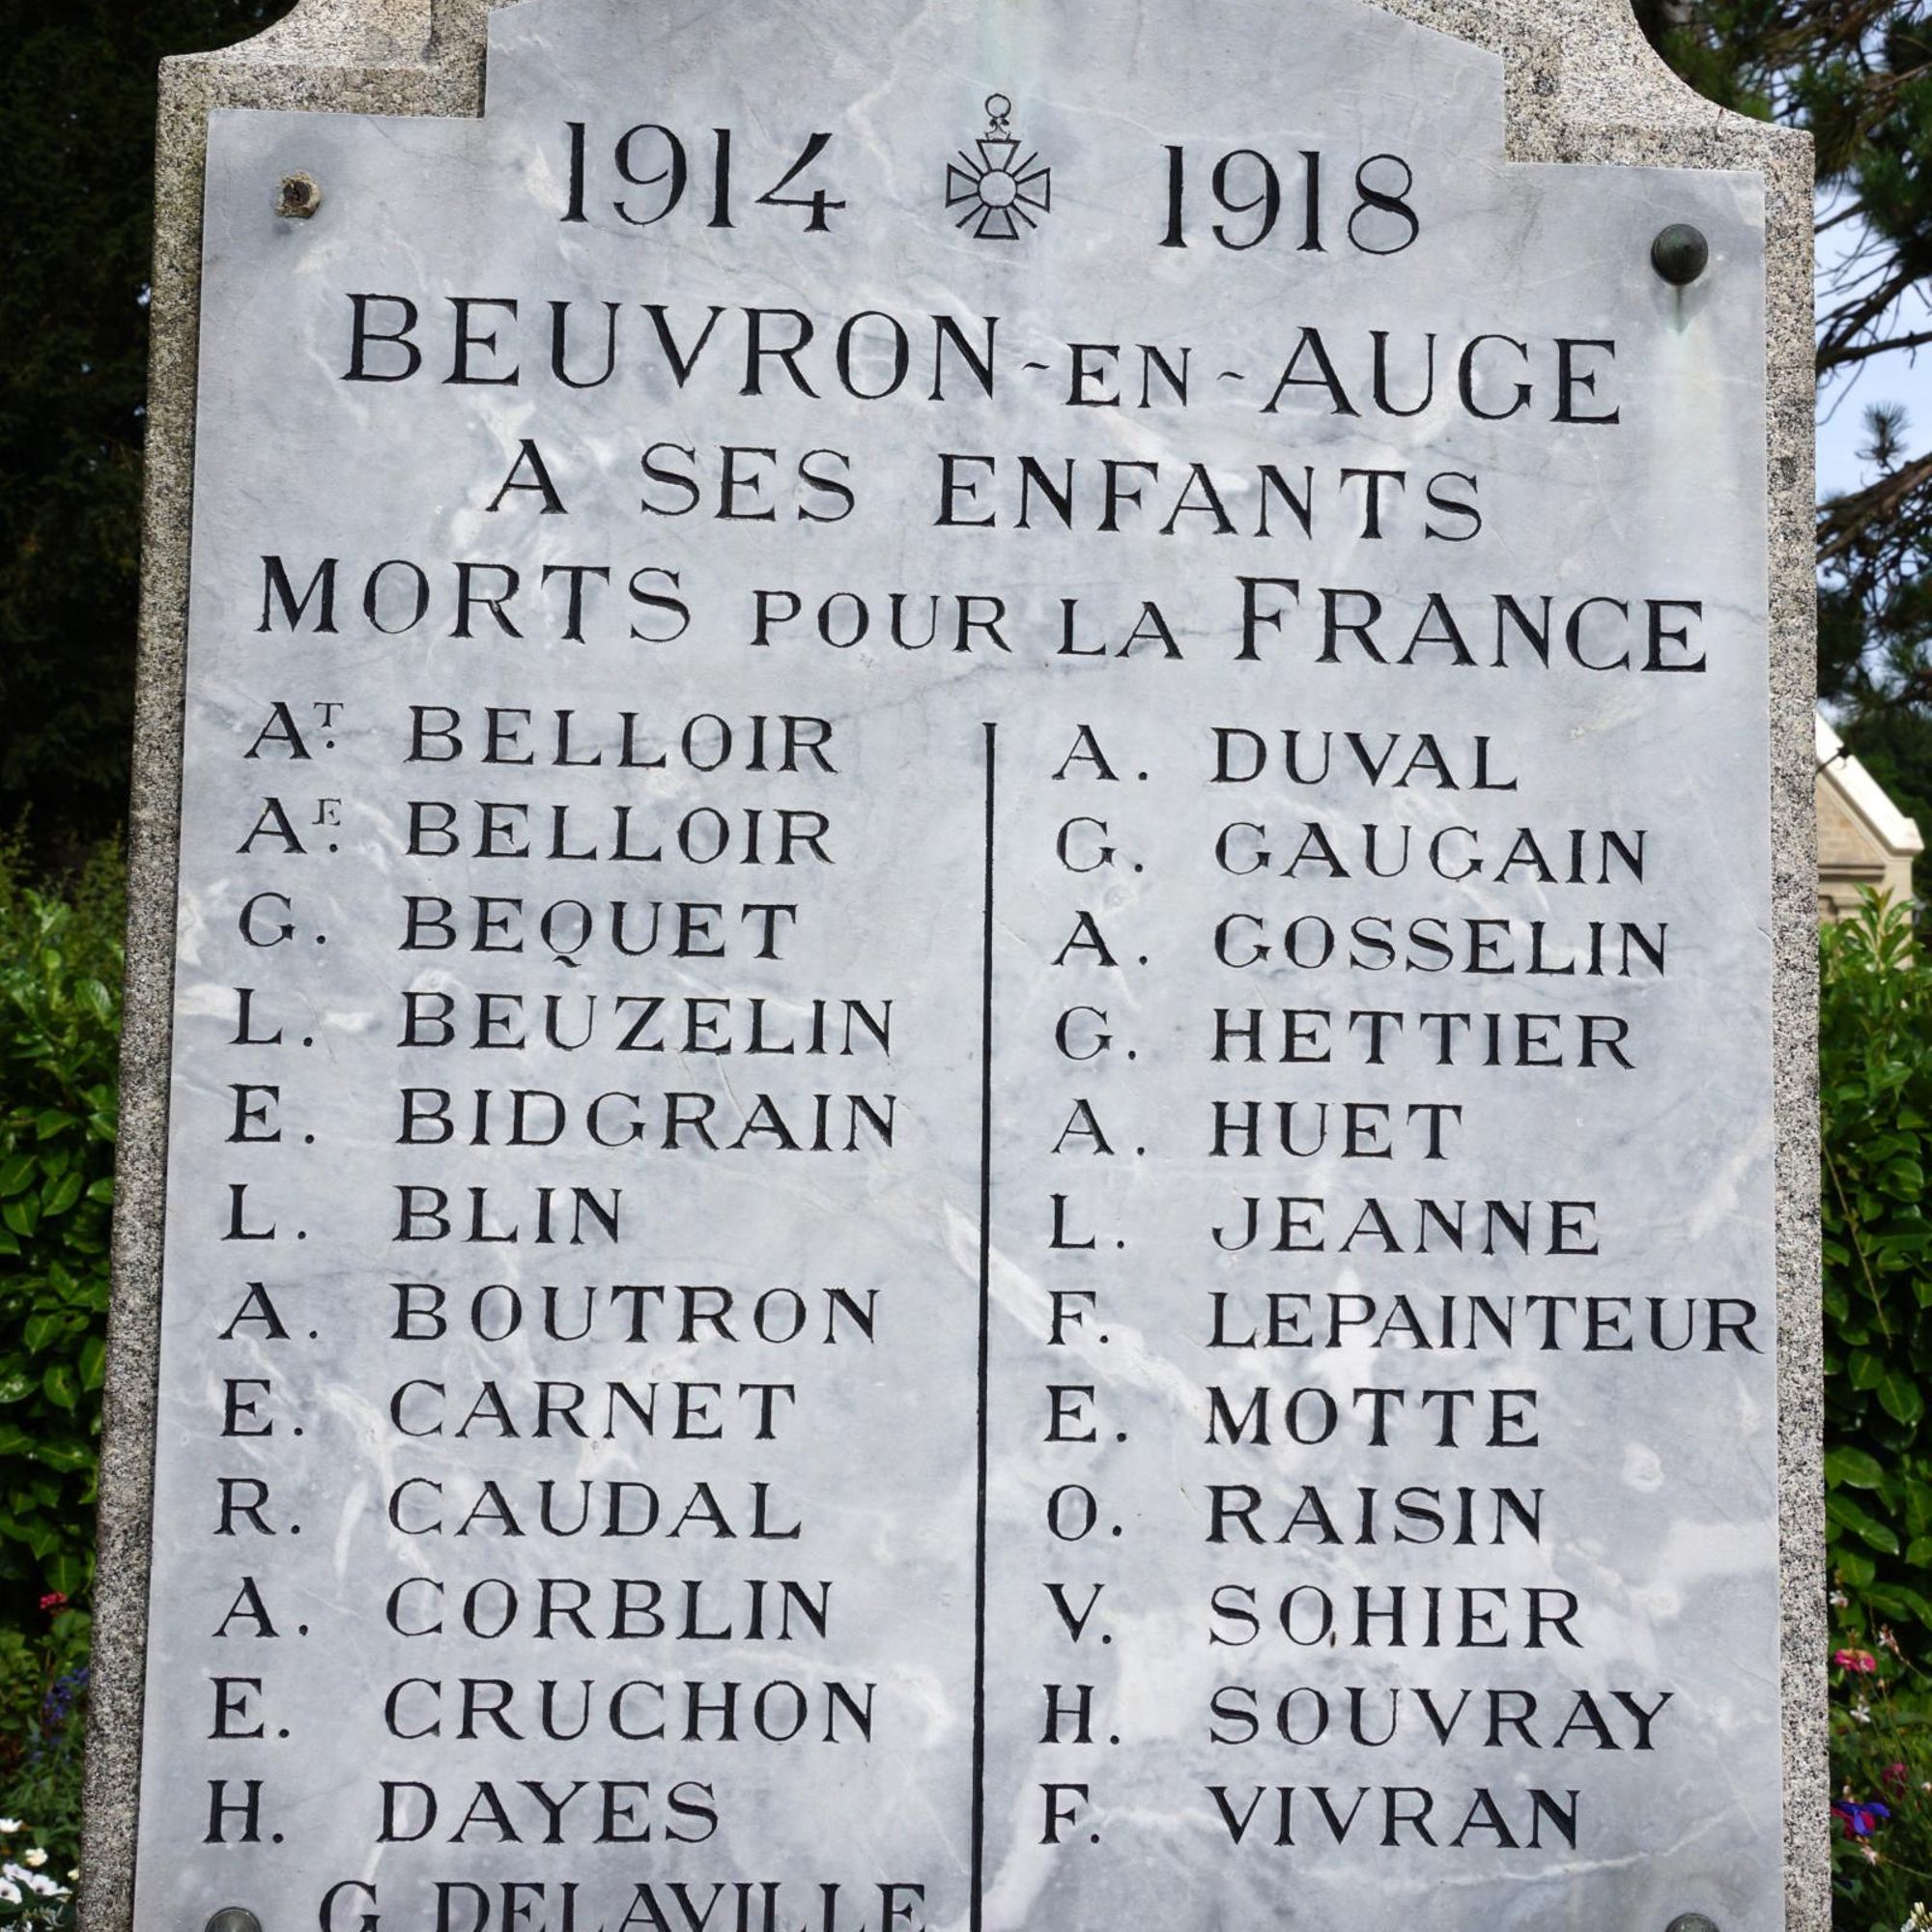 1914 1918
BEUVRON-EN-AUGE
A SES ENFANTS
MORTS POUR LA FRANCE
AT. BELLOIR
AE. BELLOIR
G. BEQUET
L. BEUZELIN
E. BIDGRAIN
L. BLIN
A. BOUTRON
E. CARNET
R. CAUDAL
A. CORBLIN
E. CRUCHON
H. DAYES
G DELAVILLE
A. DUVAL
G. GAUGAIN
A. GOSSELIN
G. HETTIER
A. HUET
L. JEANNE
F. LEPAINTEUR
E. MOTTE
O. RAISIN
V. SOHIER
H. SOUVRAY
F. VIVRAN